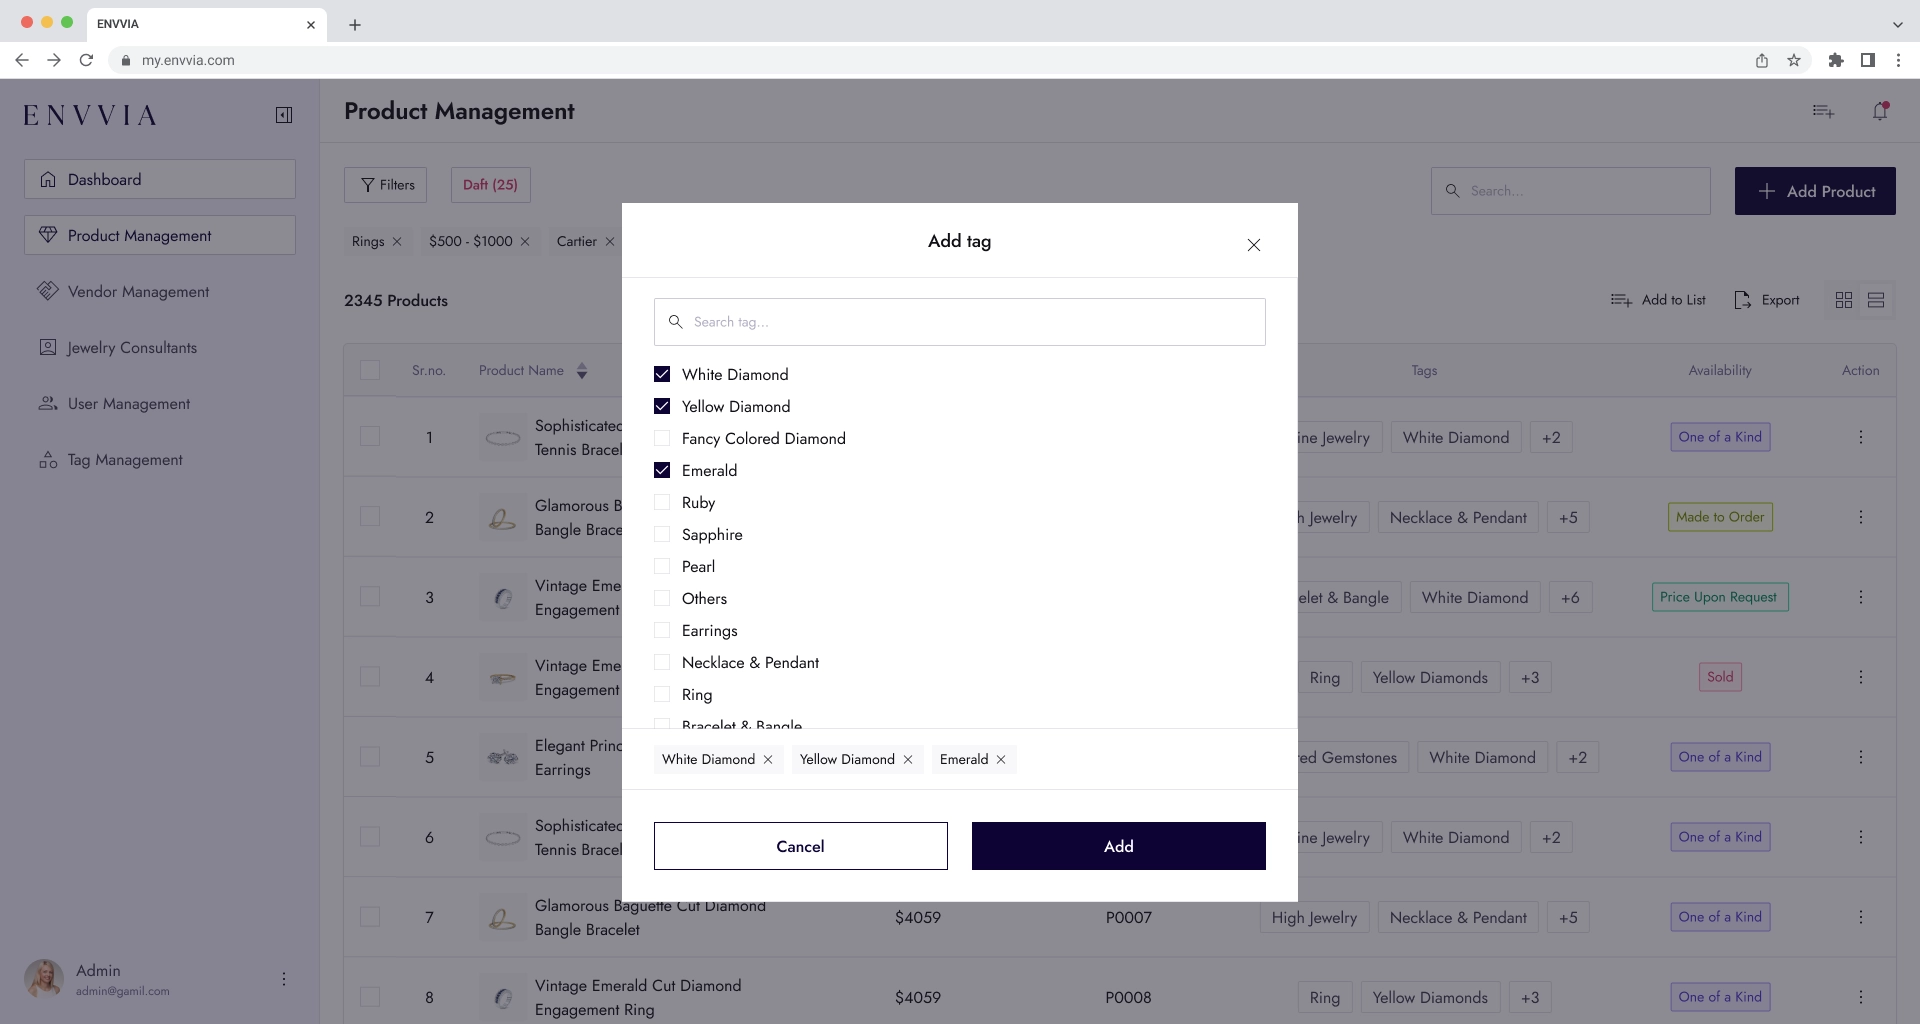 ENVVIA
my.envvia.com
ENVVIA
Dashboard
Product Management
Vendor Management
Jewelry Consultants
User Management
Tag Management
Admin
admin@gamil.com
Product Management
Filters
Daft (25)
Search...
Add Product
Rings
$500 - $1000
Cartier
2345 Products
Add to List
Export
Sr.no.
Product Name
Tags
Availability
Action
1
Sophisticated
Tennis Bracel
ine Jewelry
White Diamond
+2
One of a Kind
2
Glamorous B
Bangle Brace
h Jewelry
Necklace & Pendant
+5
Made to Order
3
Vintage Eme
Engagement
elet & Bangle
White Diamond
+6
Price Upon Request
4
Vintage Eme
Engagement
Ring
Yellow Diamonds
+3
Sold
5
Elegant Princ
Earrings
ed Gemstones
White Diamond
+2
One of a Kind
6
Sophisticated
Tennis Bracel
ine Jewelry
White Diamond
+2
One of a Kind
7
Glamorous Baguette Cut Diamond
Bangle Bracelet
$4059
P0007
High Jewelry
Necklace & Pendant
+5
One of a Kind
8
Vintage Emerald Cut Diamond
Engagement Ring
$4059
P0008
Ring
Yellow Diamonds
+3
One of a Kind
Add tag
Search tag...
White Diamond
Yellow Diamond
Fancy Colored Diamond
Emerald
Ruby
Sapphire
Pearl
Others
Earrings
Necklace & Pendant
Ring
Bracelet & Bangle
White Diamond
Yellow Diamond
Emerald
Cancel
Add